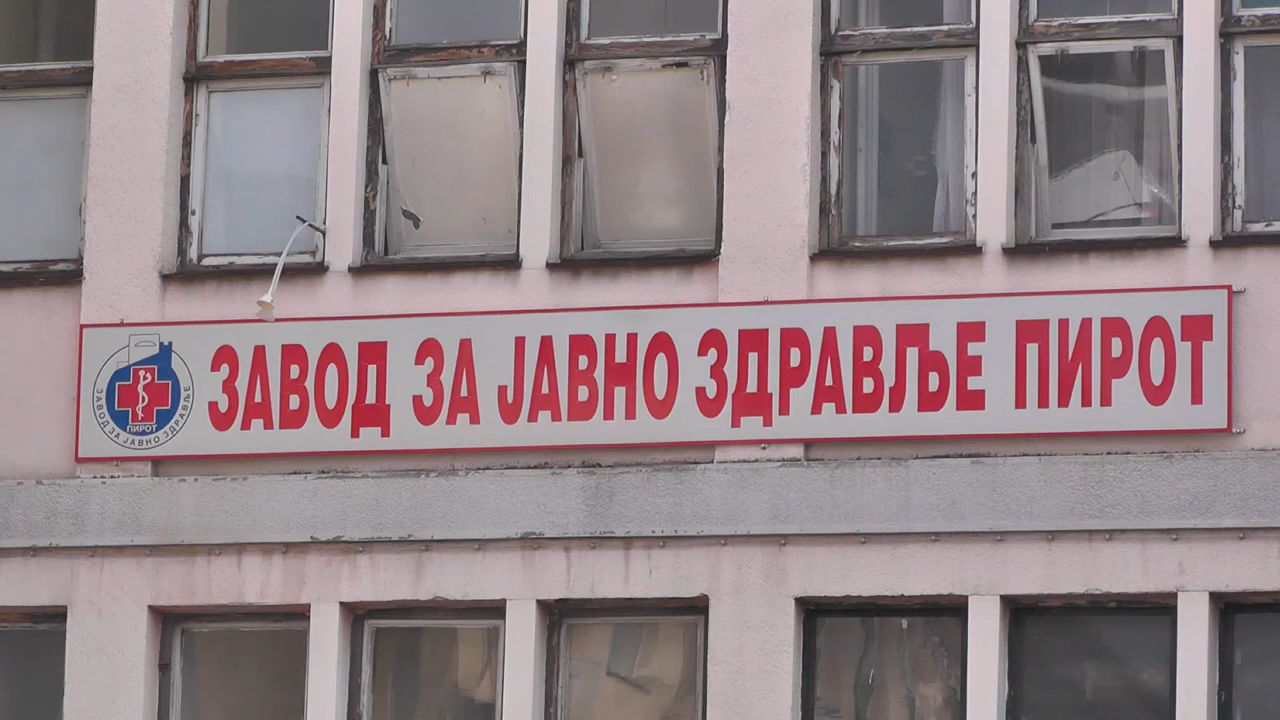 ЗАВОД ЗА ЈАВНО ЗДРАВЉЕ ПИРОТ
ПИРОТ
ЗАВОД ЗА ЈАВНО ЗДРАВЉЕ